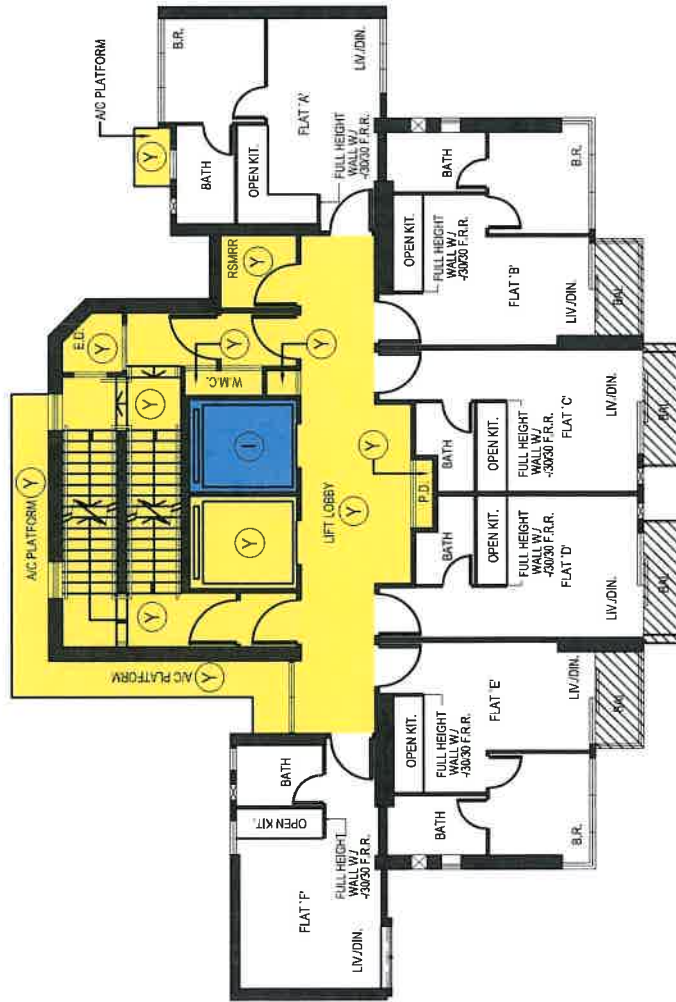 A/C PLATFORM
Y
B.R.
BATH
OPEN KIT.
FLAT 'A'
LIV./DIN.
FULL HEIGHT
WALL W./
-/30/30 F.R.R.
RSMRR
Y
E.D.
Y
Y
W.M.C.
Y
Y
I
Y
A/C PLATFORM
Y
Y
A/C PLATFORM
Y
LIFT LOBBY
Y
Y
P.D.
BATH
B.R.
OPEN KIT.
FULL HEIGHT
WALL W./
-/30/30 F.R.R.
FLAT 'B'
LIV./DIN.
BAL
BATH
OPEN KIT.
FULL HEIGHT
WALL W./
-/30/30 F.R.R.
FLAT 'C'
LIV./DIN.
BAL
BATH
OPEN KIT.
FULL HEIGHT
WALL W./
-/30/30 F.R.R.
FLAT 'D'
LIV./DIN.
BAL
OPEN KIT.
FULL HEIGHT
WALL W./
-/30/30 F.R.R.
FLAT 'E'
LIV./DIN.
BAL
BATH
B.R.
BATH
OPEN KIT.
FULL HEIGHT
WALL W./
-/30/30 F.R.R.
FLAT 'F'
LIV./DIN.